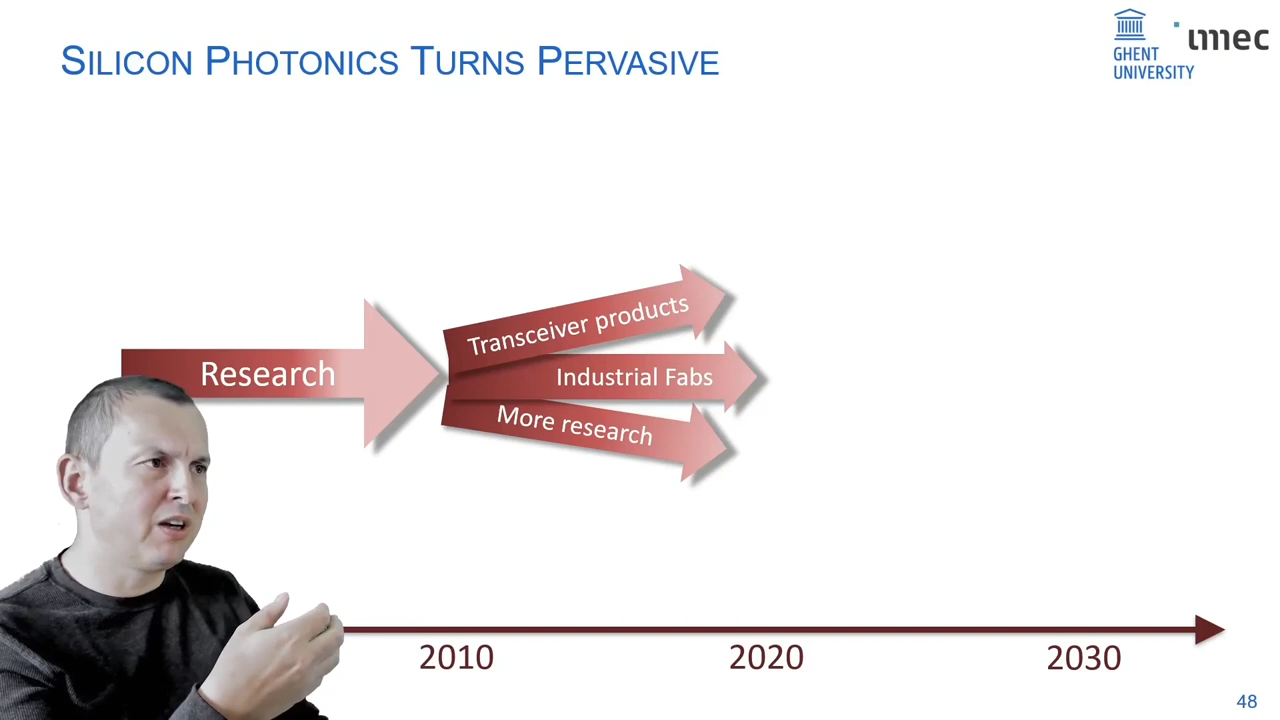 SILICON PHOTONICS TURNS PERVASIVE
GHENT
UNIVERSITY
imec
Transceiver products
Research
Industrial Fabs
More research
2010
2020
2030
48